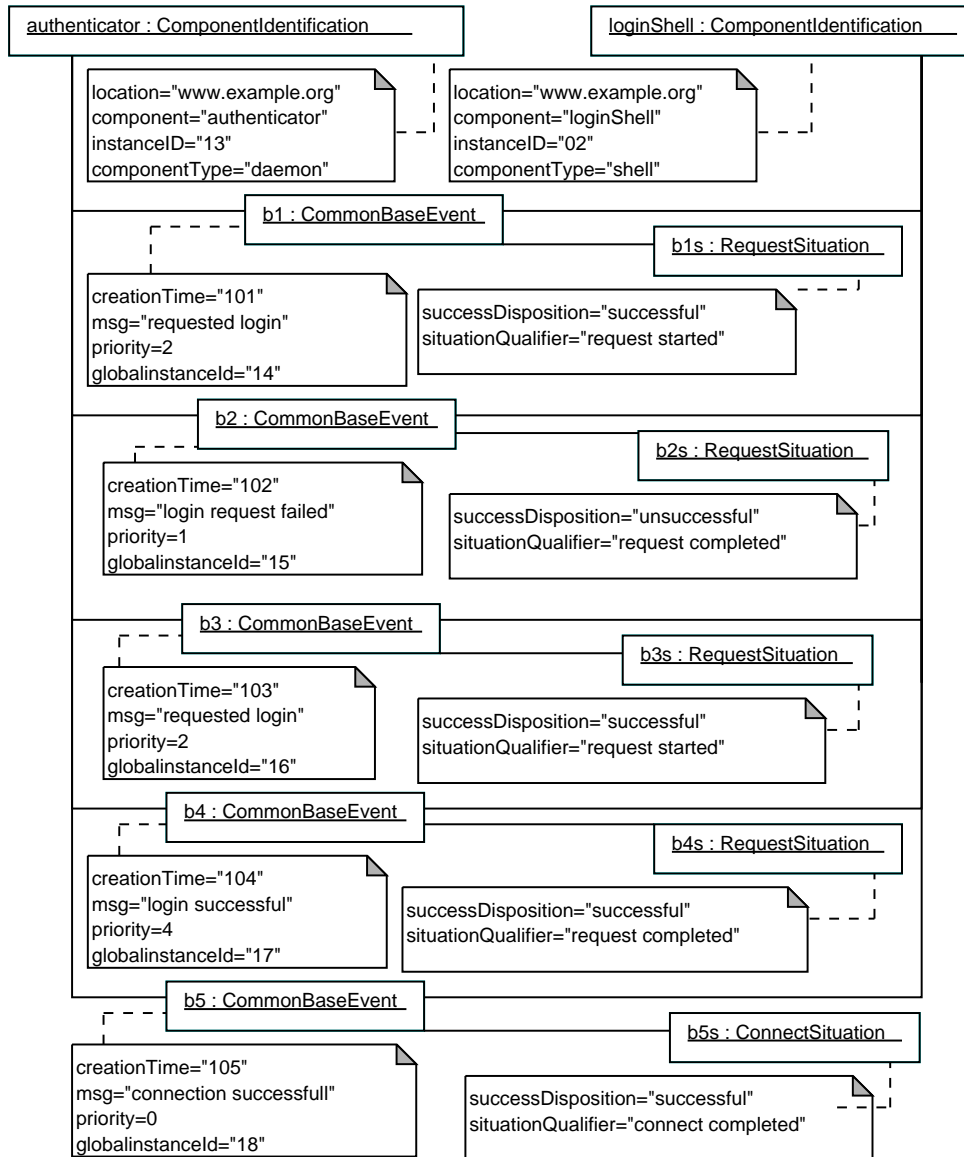 authenticator : ComponentIdentification
loginShell : ComponentIdentification
location="www.example.org"
component="authenticator"
instanceID="13"
componentType="daemon"
location="www.example.org"
component="loginShell"
instanceID="02"
componentType="shell"
b1 : CommonBaseEvent
b1s : RequestSituation
creationTime="101"
msg="requested login"
priority=2
globalinstanceId="14"
successDisposition="successful"
situationQualifier="request started"
b2 : CommonBaseEvent
b2s : RequestSituation
creationTime="102"
msg="login request failed"
priority=1
globalinstanceId="15"
successDisposition="unsuccessful"
situationQualifier="request completed"
b3 : CommonBaseEvent
b3s : RequestSituation
creationTime="103"
msg="requested login"
priority=2
globalinstanceId="16"
successDisposition="successful"
situationQualifier="request started"
b4 : CommonBaseEvent
b4s : RequestSituation
creationTime="104"
msg="login successful"
priority=4
globalinstanceId="17"
successDisposition="successful"
situationQualifier="request completed"
b5 : CommonBaseEvent
b5s : ConnectSituation
creationTime="105"
msg="connection successfull"
priority=0
globalinstanceId="18"
successDisposition="successful"
situationQualifier="connect completed"